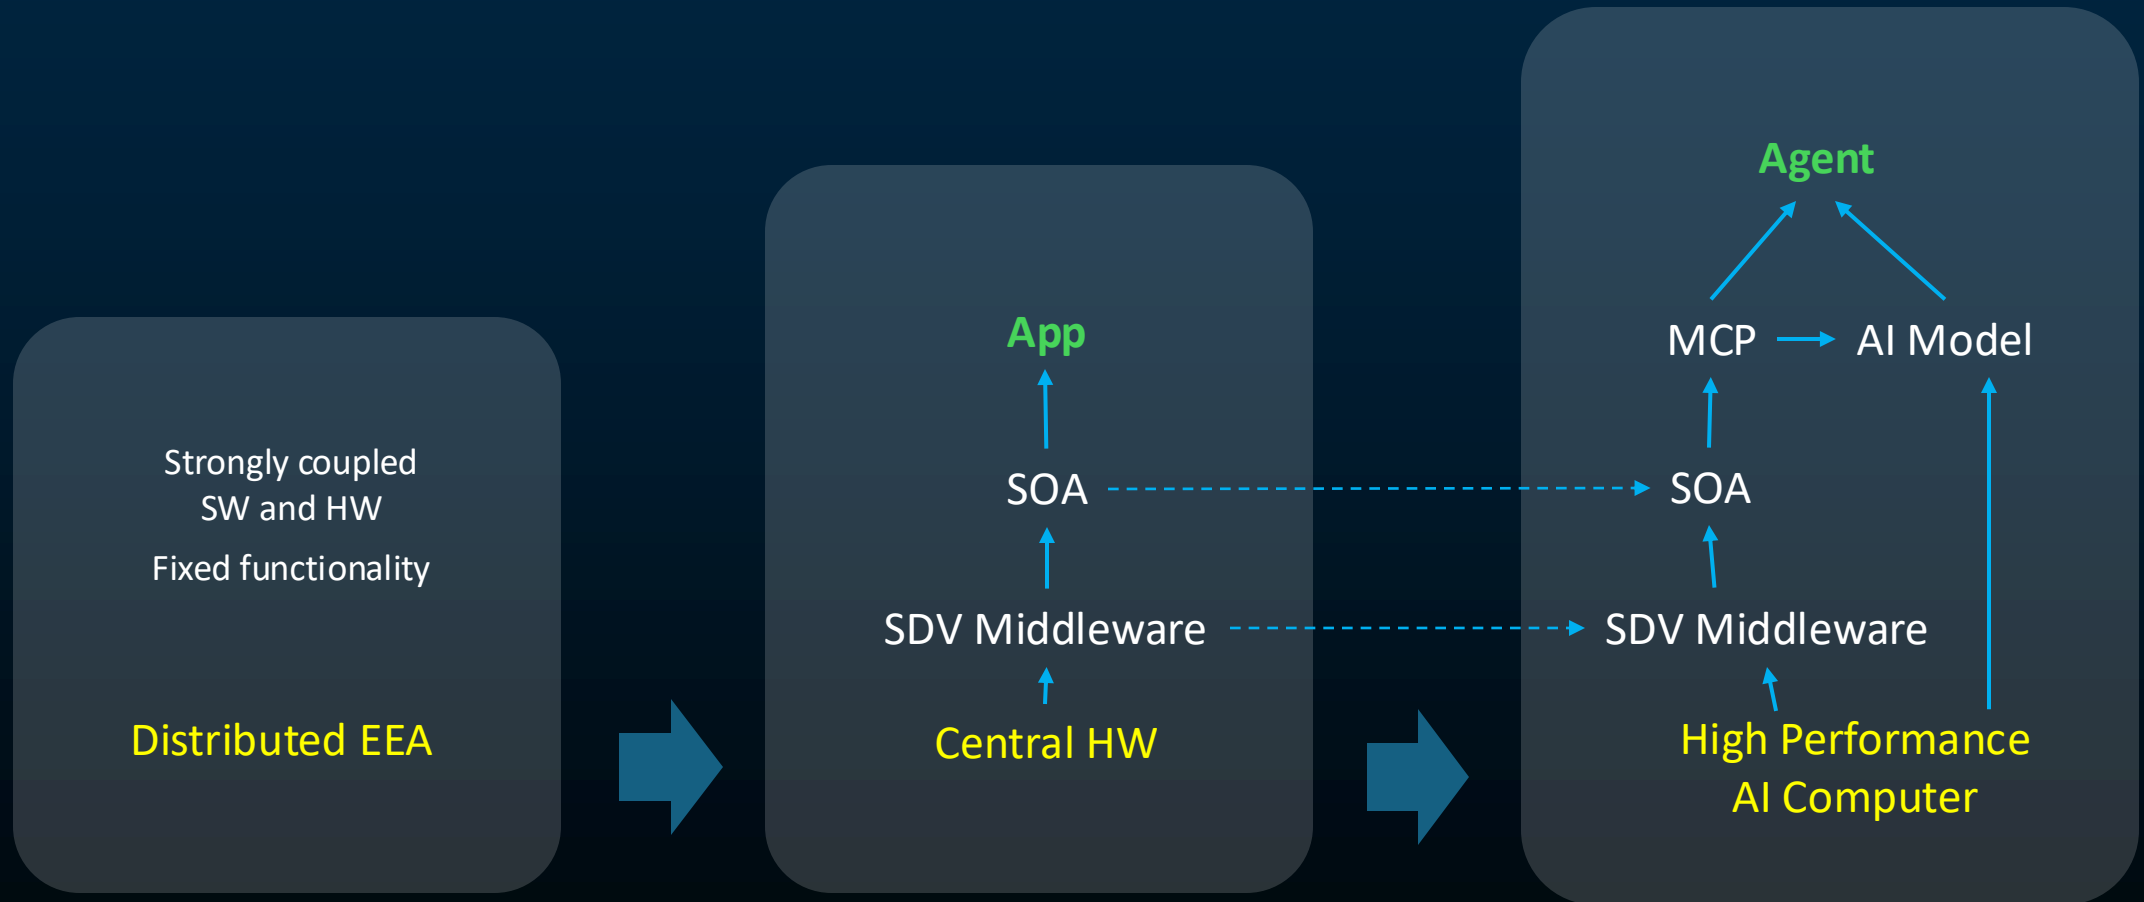 Strongly coupled
SW and HW
Fixed functionality
Distributed EEA
App
SOA
SDV Middleware
Central HW
Agent
MCP
AI Model
SOA
SDV Middleware
High Performance
AI Computer